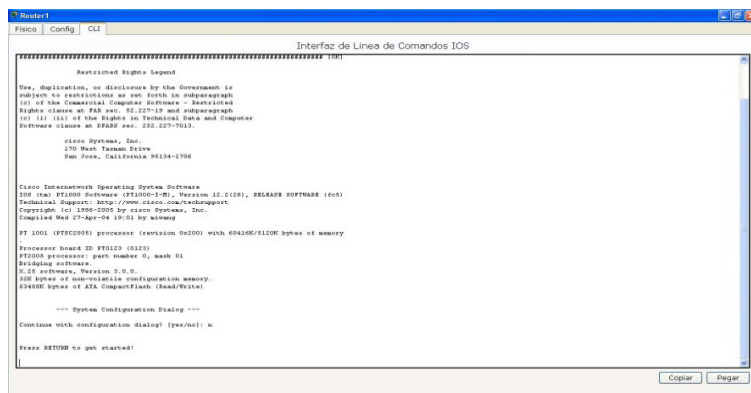 Router1
Físico Config CLI
Interfaz de Línea de Comandos IOS
################################################################################ [OK]
Restricted Rights Legend
Use, duplication, or disclosure by the Government is
subject to restrictions as set forth in subparagraph
(c) of the Commercial Computer Software - Restricted
Rights clause at FAR sec. 52.227-19 and subparagraph
(c) (1) (ii) of the Rights in Technical Data and Computer
Software clause at DFARS sec. 252.227-7013.
cisco Systems, Inc.
170 West Tasman Drive
San Jose, California 95134-1706
Cisco Internetwork Operating System Software
IOS (tm) PT1000 Software (PT1000-I-M), Version 12.2(28), RELEASE SOFTWARE (fc5)
Technical Support: http://www.cisco.com/techsupport
Copyright (c) 1986-2005 by cisco Systems, Inc.
Compiled Wed 27-Apr-04 19:01 by miwang
PT 1001 (PTSC2005) processor (revision 0x200) with 60416K/5120K bytes of memory
.
Processor board ID PT0123 (0123)
PT2005 processor: part number 0, mask 01
Bridging software.
X.25 software, Version 3.0.0.
32K bytes of non-volatile configuration memory.
63488K bytes of ATA CompactFlash (Read/Write)
--- System Configuration Dialog ---
Continue with configuration dialog? [yes/no]: n
Press RETURN to get started!
Copiar Pegar